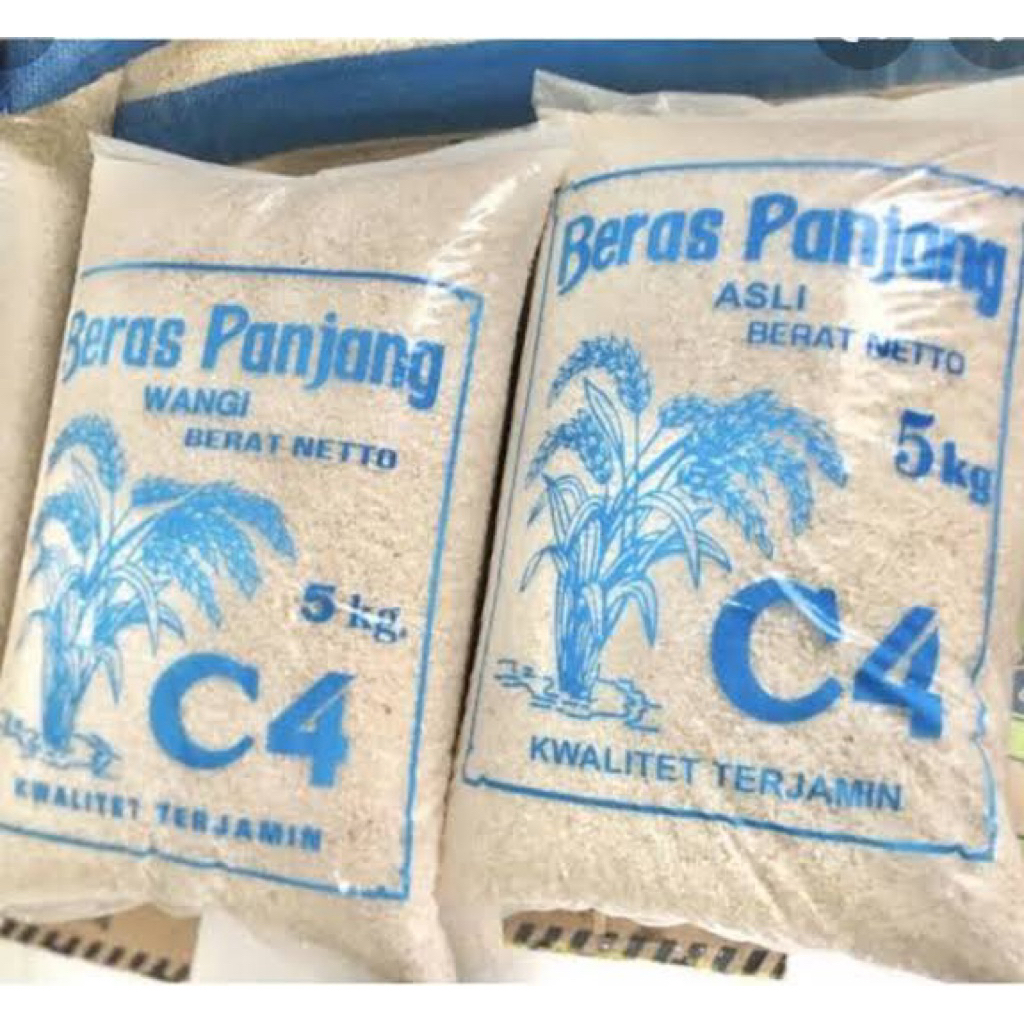 Beras Panjang
WANGI
BERAT NETTO
5 kg.
C4
KWALITET TERJAMIN
Beras Panjang
ASLI
BERAT NETTO
5 kg
C4
KWALITET TERJAMIN